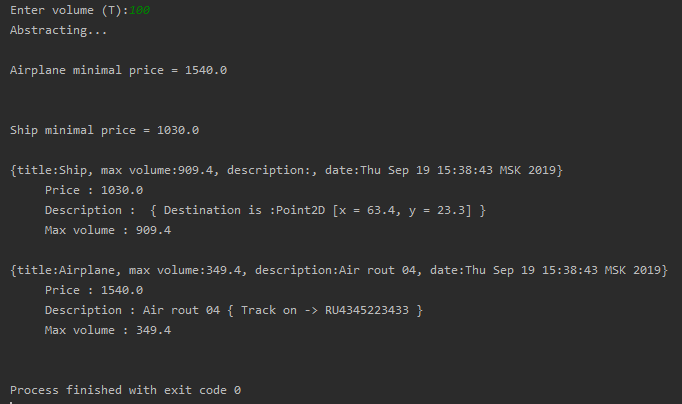 Enter volume (T):100
Abstracting...
Airplane minimal price = 1540.0
Ship minimal price = 1030.0
{title:Ship, max volume:909.4, description:, date:Thu Sep 19 15:38:43 MSK 2019}
Price : 1030.0
Description :  { Destination is :Point2D [x = 63.4, y = 23.3] }
Max volume : 909.4
{title:Airplane, max volume:349.4, description:Air rout 04, date:Thu Sep 19 15:38:43 MSK 2019}
Price : 1540.0
Description : Air rout 04 { Track on -> RU4345223433 }
Max volume : 349.4
Process finished with exit code 0